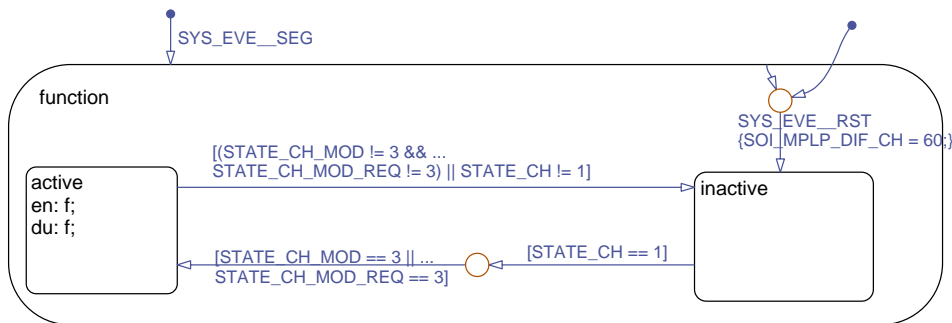 SYS_EVE__SEG
function
SYS_EVE__RST
{SOI_MPLP_DIF_CH = 60;}
[(STATE_CH_MOD != 3 && ...
STATE_CH_MOD_REQ != 3) || STATE_CH != 1]
active
en: f;
du: f;
inactive
[STATE_CH_MOD == 3 || ...
STATE_CH_MOD_REQ == 3]
[STATE_CH == 1]